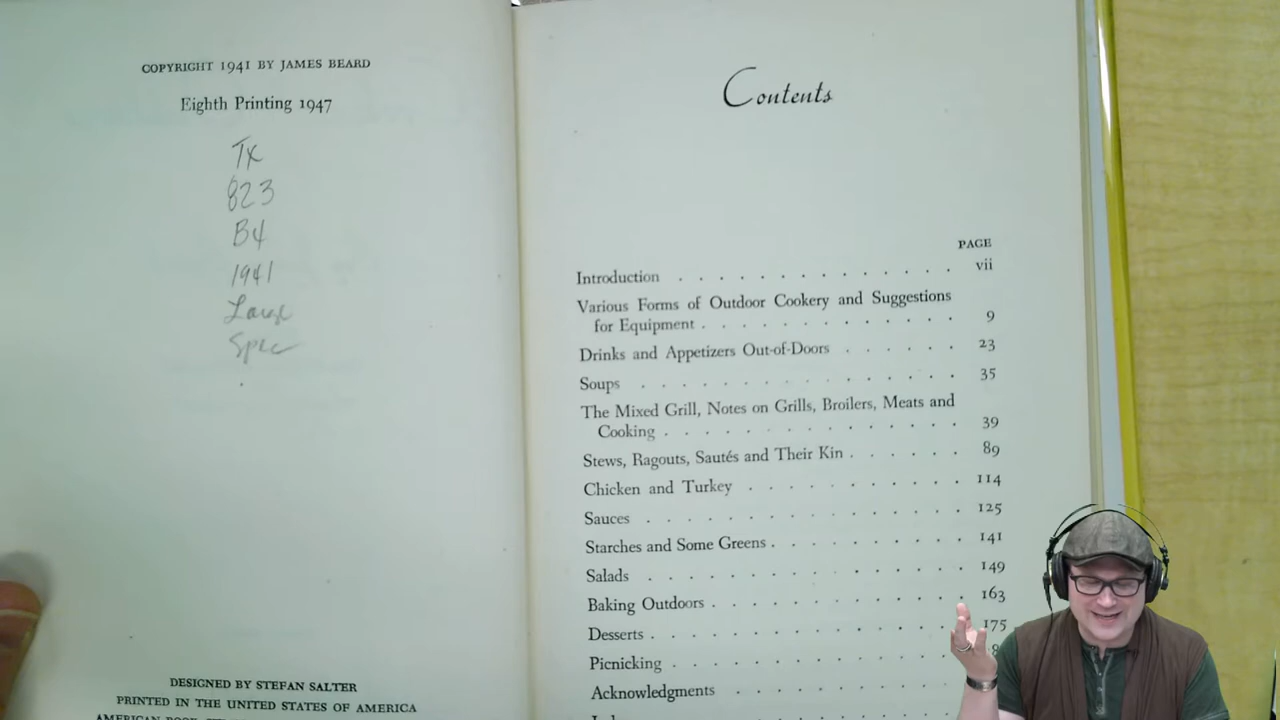 COPYRIGHT 1941 BY JAMES BEARD
Eighth Printing 1947
Tx
823
B4
1941
Large
Spec
DESIGNED BY STEFAN SALTER
PRINTED IN THE UNITED STATES OF AMERICA
Contents
PAGE
Introduction . . . . . . . . . . . . . . vii
Various Forms of Outdoor Cookery and Suggestions
for Equipment . . . . . . . . . . . . 9
Drinks and Appetizers Out-of-Doors . . . . . . 23
Soups . . . . . . . . . . . . . . . 35
The Mixed Grill, Notes on Grills, Broilers, Meats and
Cooking . . . . . . . . . . . . . . 39
Stews, Ragouts, Sautés and Their Kin . . . . . . 89
Chicken and Turkey . . . . . . . . . . 114
Sauces . . . . . . . . . . . . . . . 125
Starches and Some Greens . . . . . . . . . 141
Salads . . . . . . . . . . . . . . . 149
Baking Outdoors . . . . . . . . . . . . 163
Desserts . . . . . . . . . . . . . . 175
Picnicking . . . . . . . . . . . . .
Acknowledgments . . . . . . . . . .